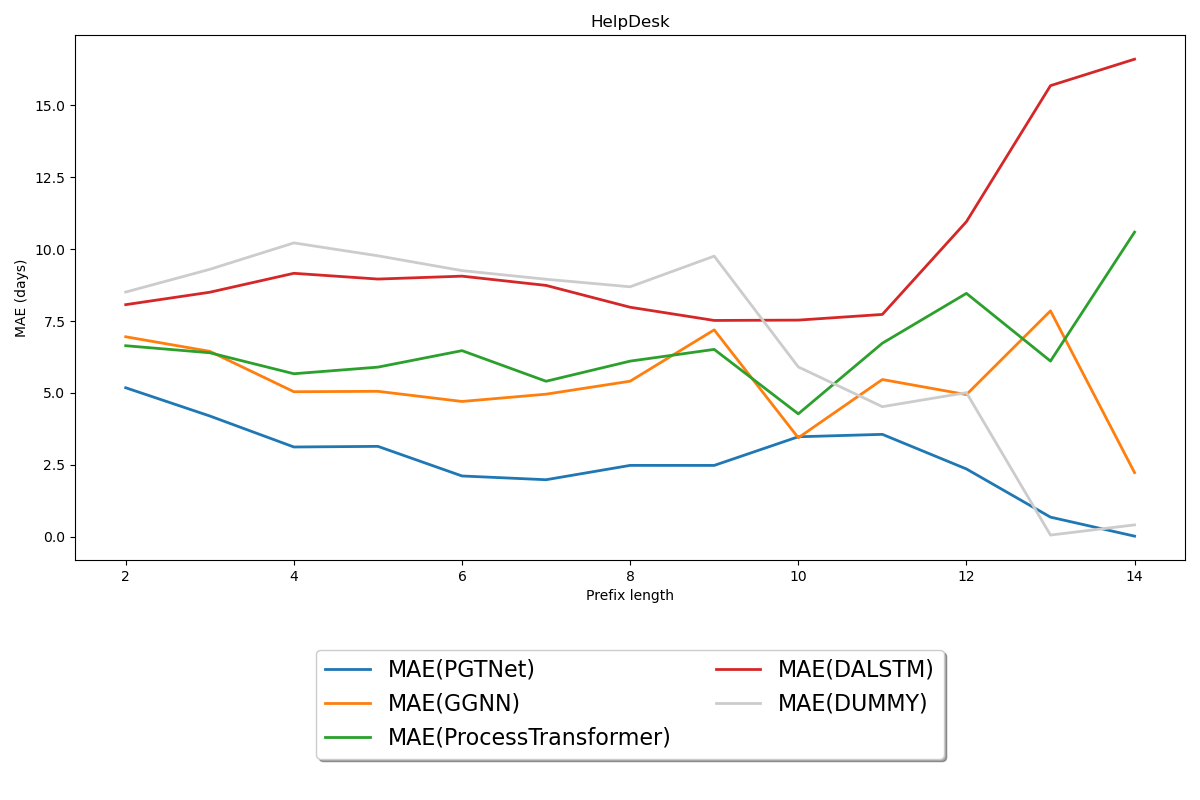 HelpDesk
MAE (days)
15.0
12.5
10.0
7.5
5.0
2.5
0.0
2 4 6 8 10 12 14
Prefix length
MAE(PGTNet)
MAE(GGNN)
MAE(ProcessTransformer)
MAE(DALSTM)
MAE(DUMMY)